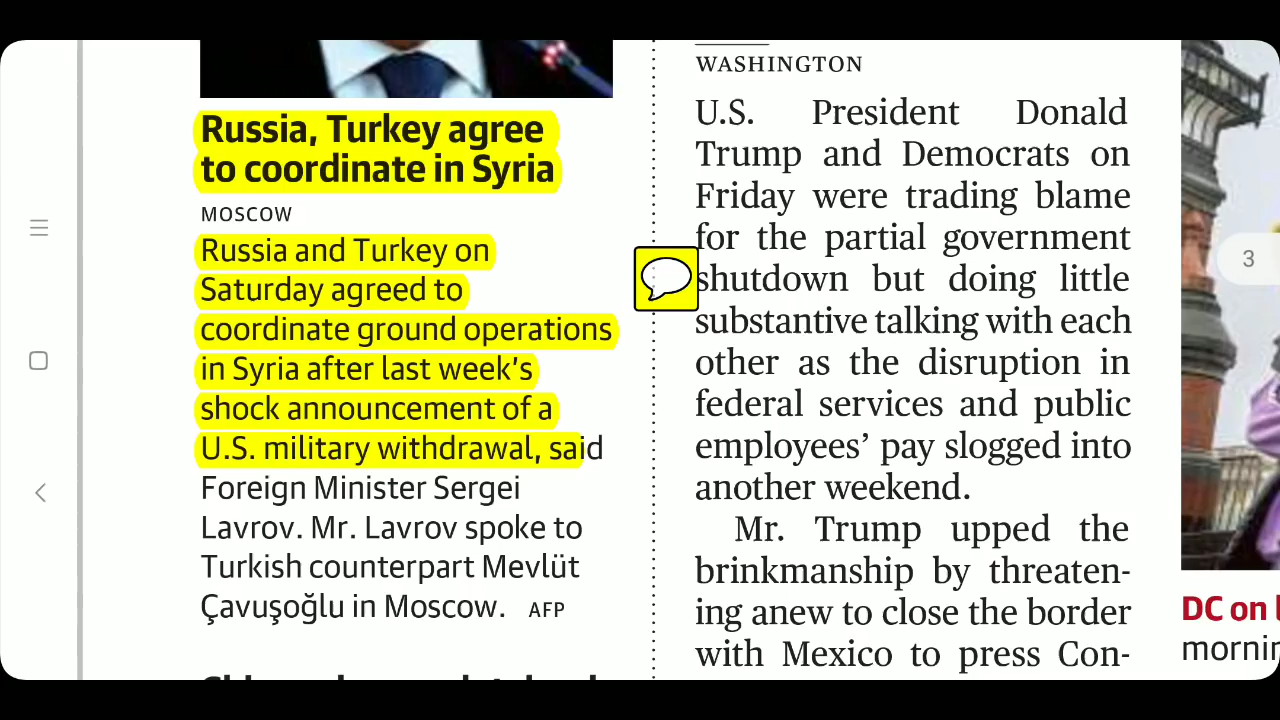 Russia, Turkey agree
to coordinate in Syria
MOSCOW
Russia and Turkey on
Saturday agreed to
coordinate ground operations
in Syria after last week's
shock announcement of a
U.S. military withdrawal, said
Foreign Minister Sergei
Lavrov. Mr. Lavrov spoke to
Turkish counterpart Mevlüt
Çavuşoğlu in Moscow. AFP
WASHINGTON
U.S. President Donald
Trump and Democrats on
Friday were trading blame
for the partial government
shutdown but doing little
substantive talking with each
other as the disruption in
federal services and public
employees' pay slogged into
another weekend.
Mr. Trump upped the
brinkmanship by threaten-
ing anew to close the border
with Mexico to press Con-
3
DC on
mornin